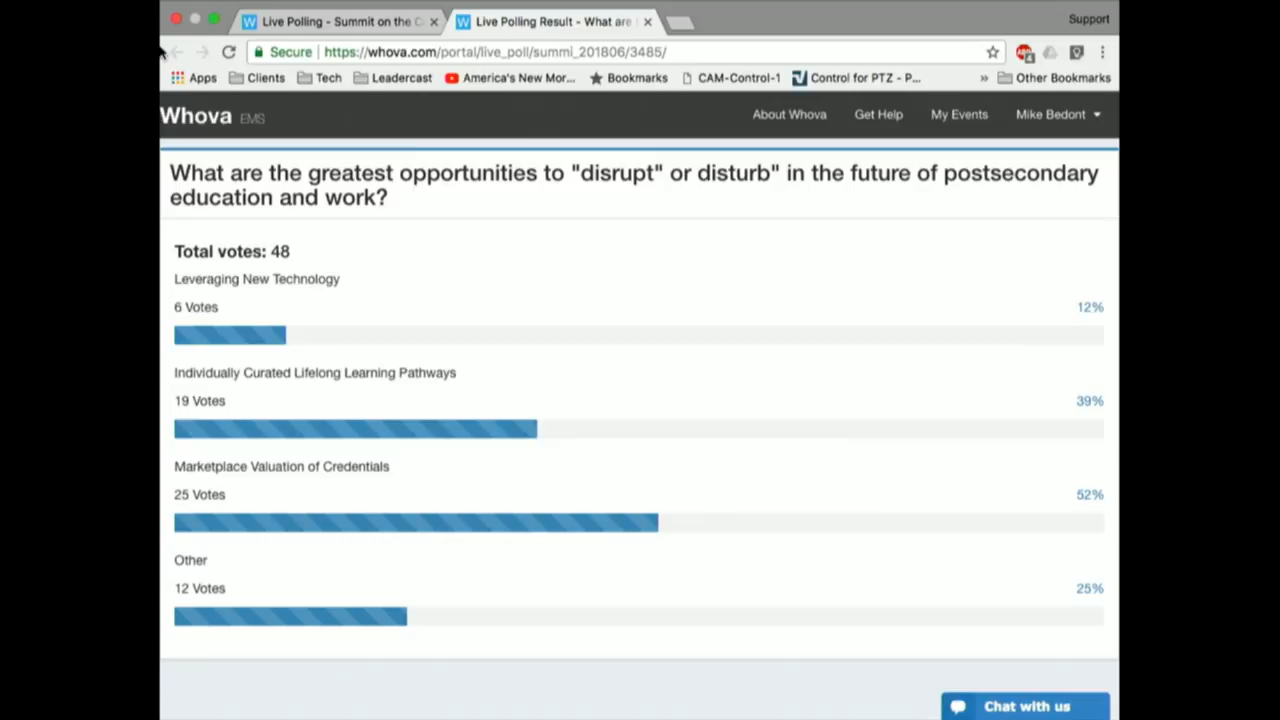 Live Polling - Summit on the C
Live Polling Result - What are
Support
Secure https://whova.com/portal/live_poll/summi_201806/3485/
Apps Clients Tech Leadercast America's New Mor... Bookmarks CAM-Control-1 Control for PTZ - P... » Other Bookmarks
Whova EMS About Whova Get Help My Events Mike Bedont
What are the greatest opportunities to "disrupt" or disturb" in the future of postsecondary
education and work?
Total votes: 48
Leveraging New Technology
6 Votes 12%
Individually Curated Lifelong Learning Pathways
19 Votes 39%
Marketplace Valuation of Credentials
25 Votes 52%
Other
12 Votes 25%
Chat with us